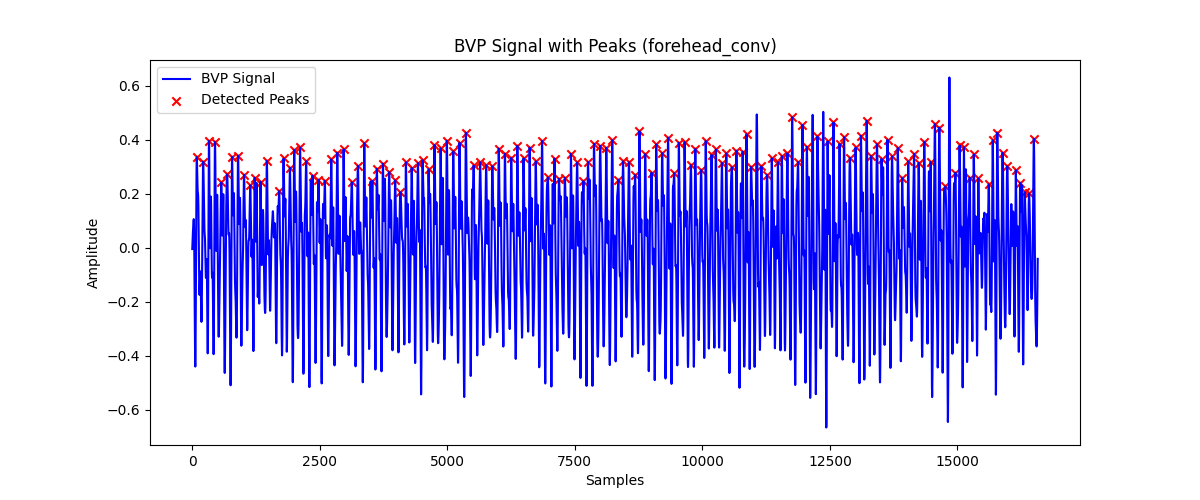 BVP Signal with Peaks (forehead_conv)
BVP Signal
Detected Peaks
0.6
0.4
0.2
0.0
−0.2
−0.4
−0.6
Amplitude
0 2500 5000 7500 10000 12500 15000
Samples